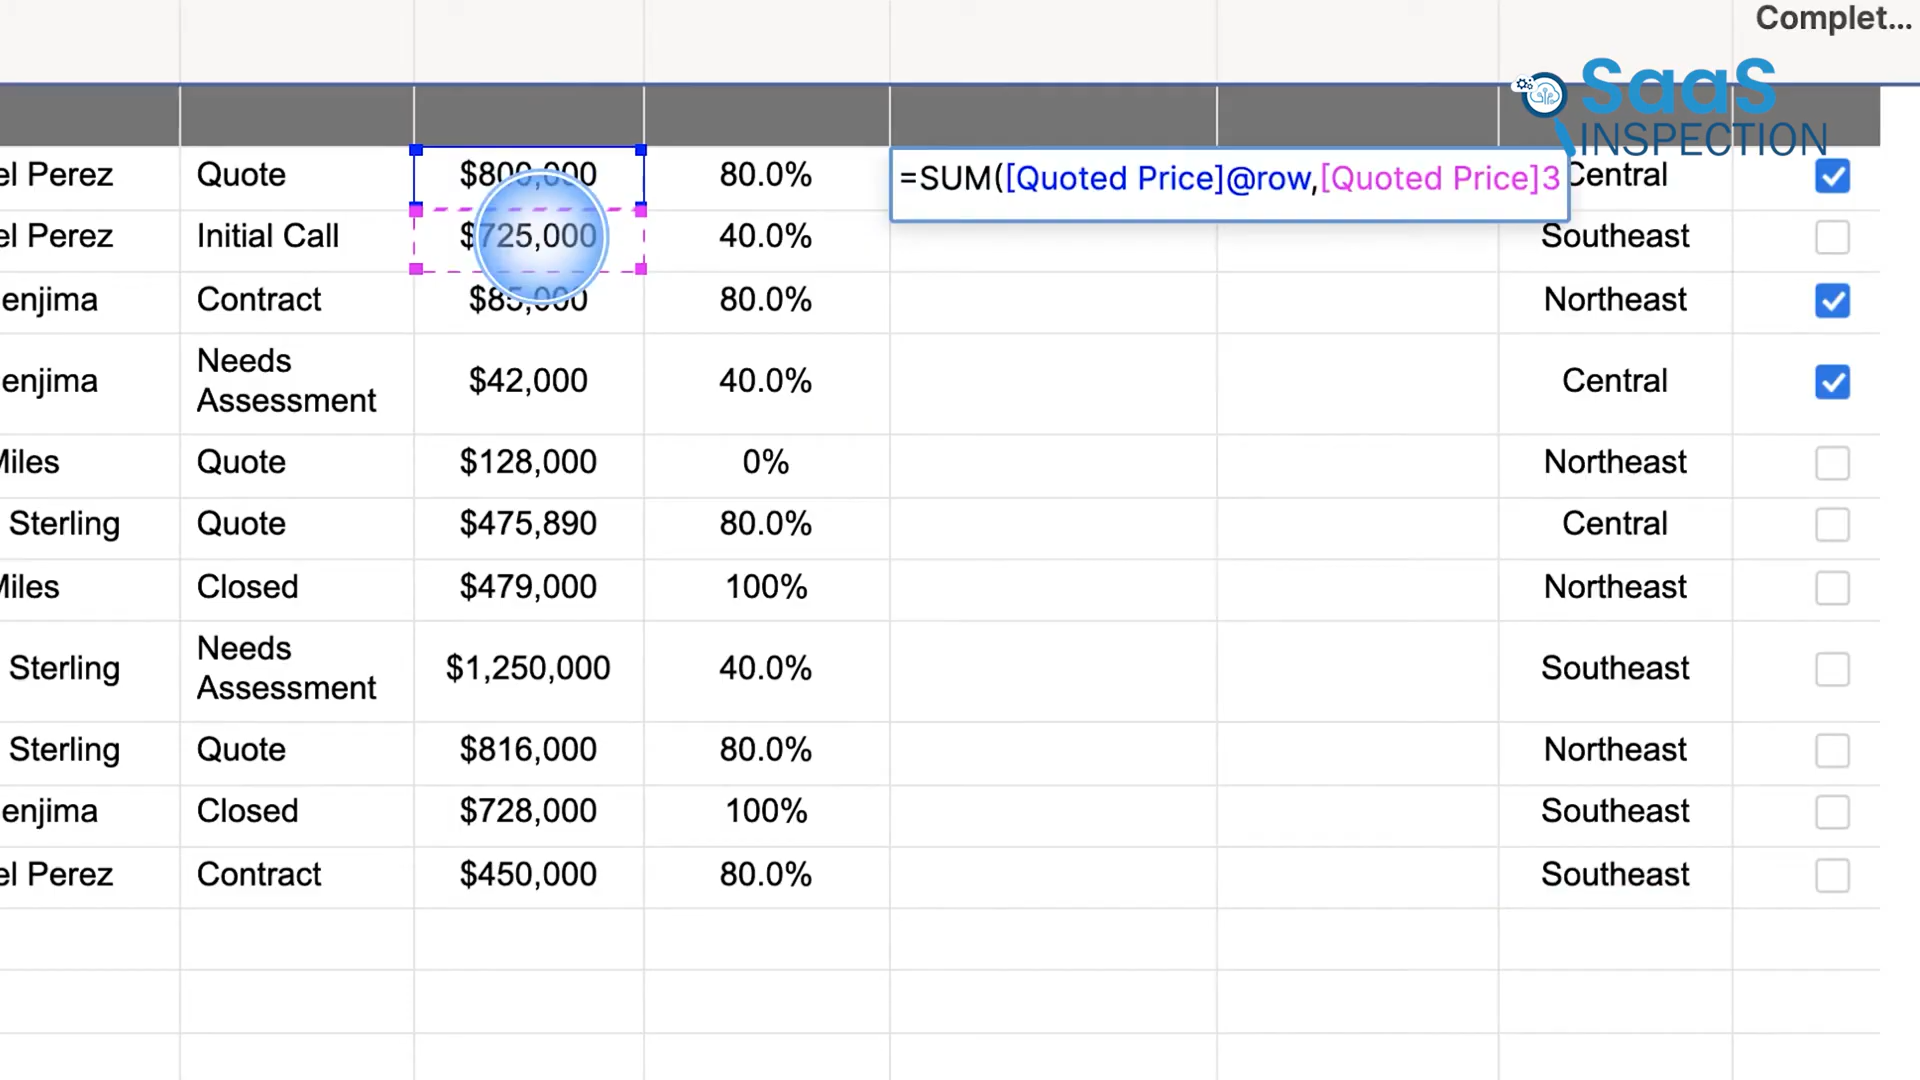 Complet...
SaaS
INSPECTION
el Perez Quote $800,000 80.0% =SUM([Quoted Price]@row,[Quoted Price]3 Central
el Perez Initial Call $725,000 40.0% Southeast
enjima Contract $85,000 80.0% Northeast
enjima Needs Assessment $42,000 40.0% Central
Miles Quote $128,000 0% Northeast
Sterling Quote $475,890 80.0% Central
Miles Closed $479,000 100% Northeast
Sterling Needs Assessment $1,250,000 40.0% Southeast
Sterling Quote $816,000 80.0% Northeast
enjima Closed $728,000 100% Southeast
el Perez Contract $450,000 80.0% Southeast